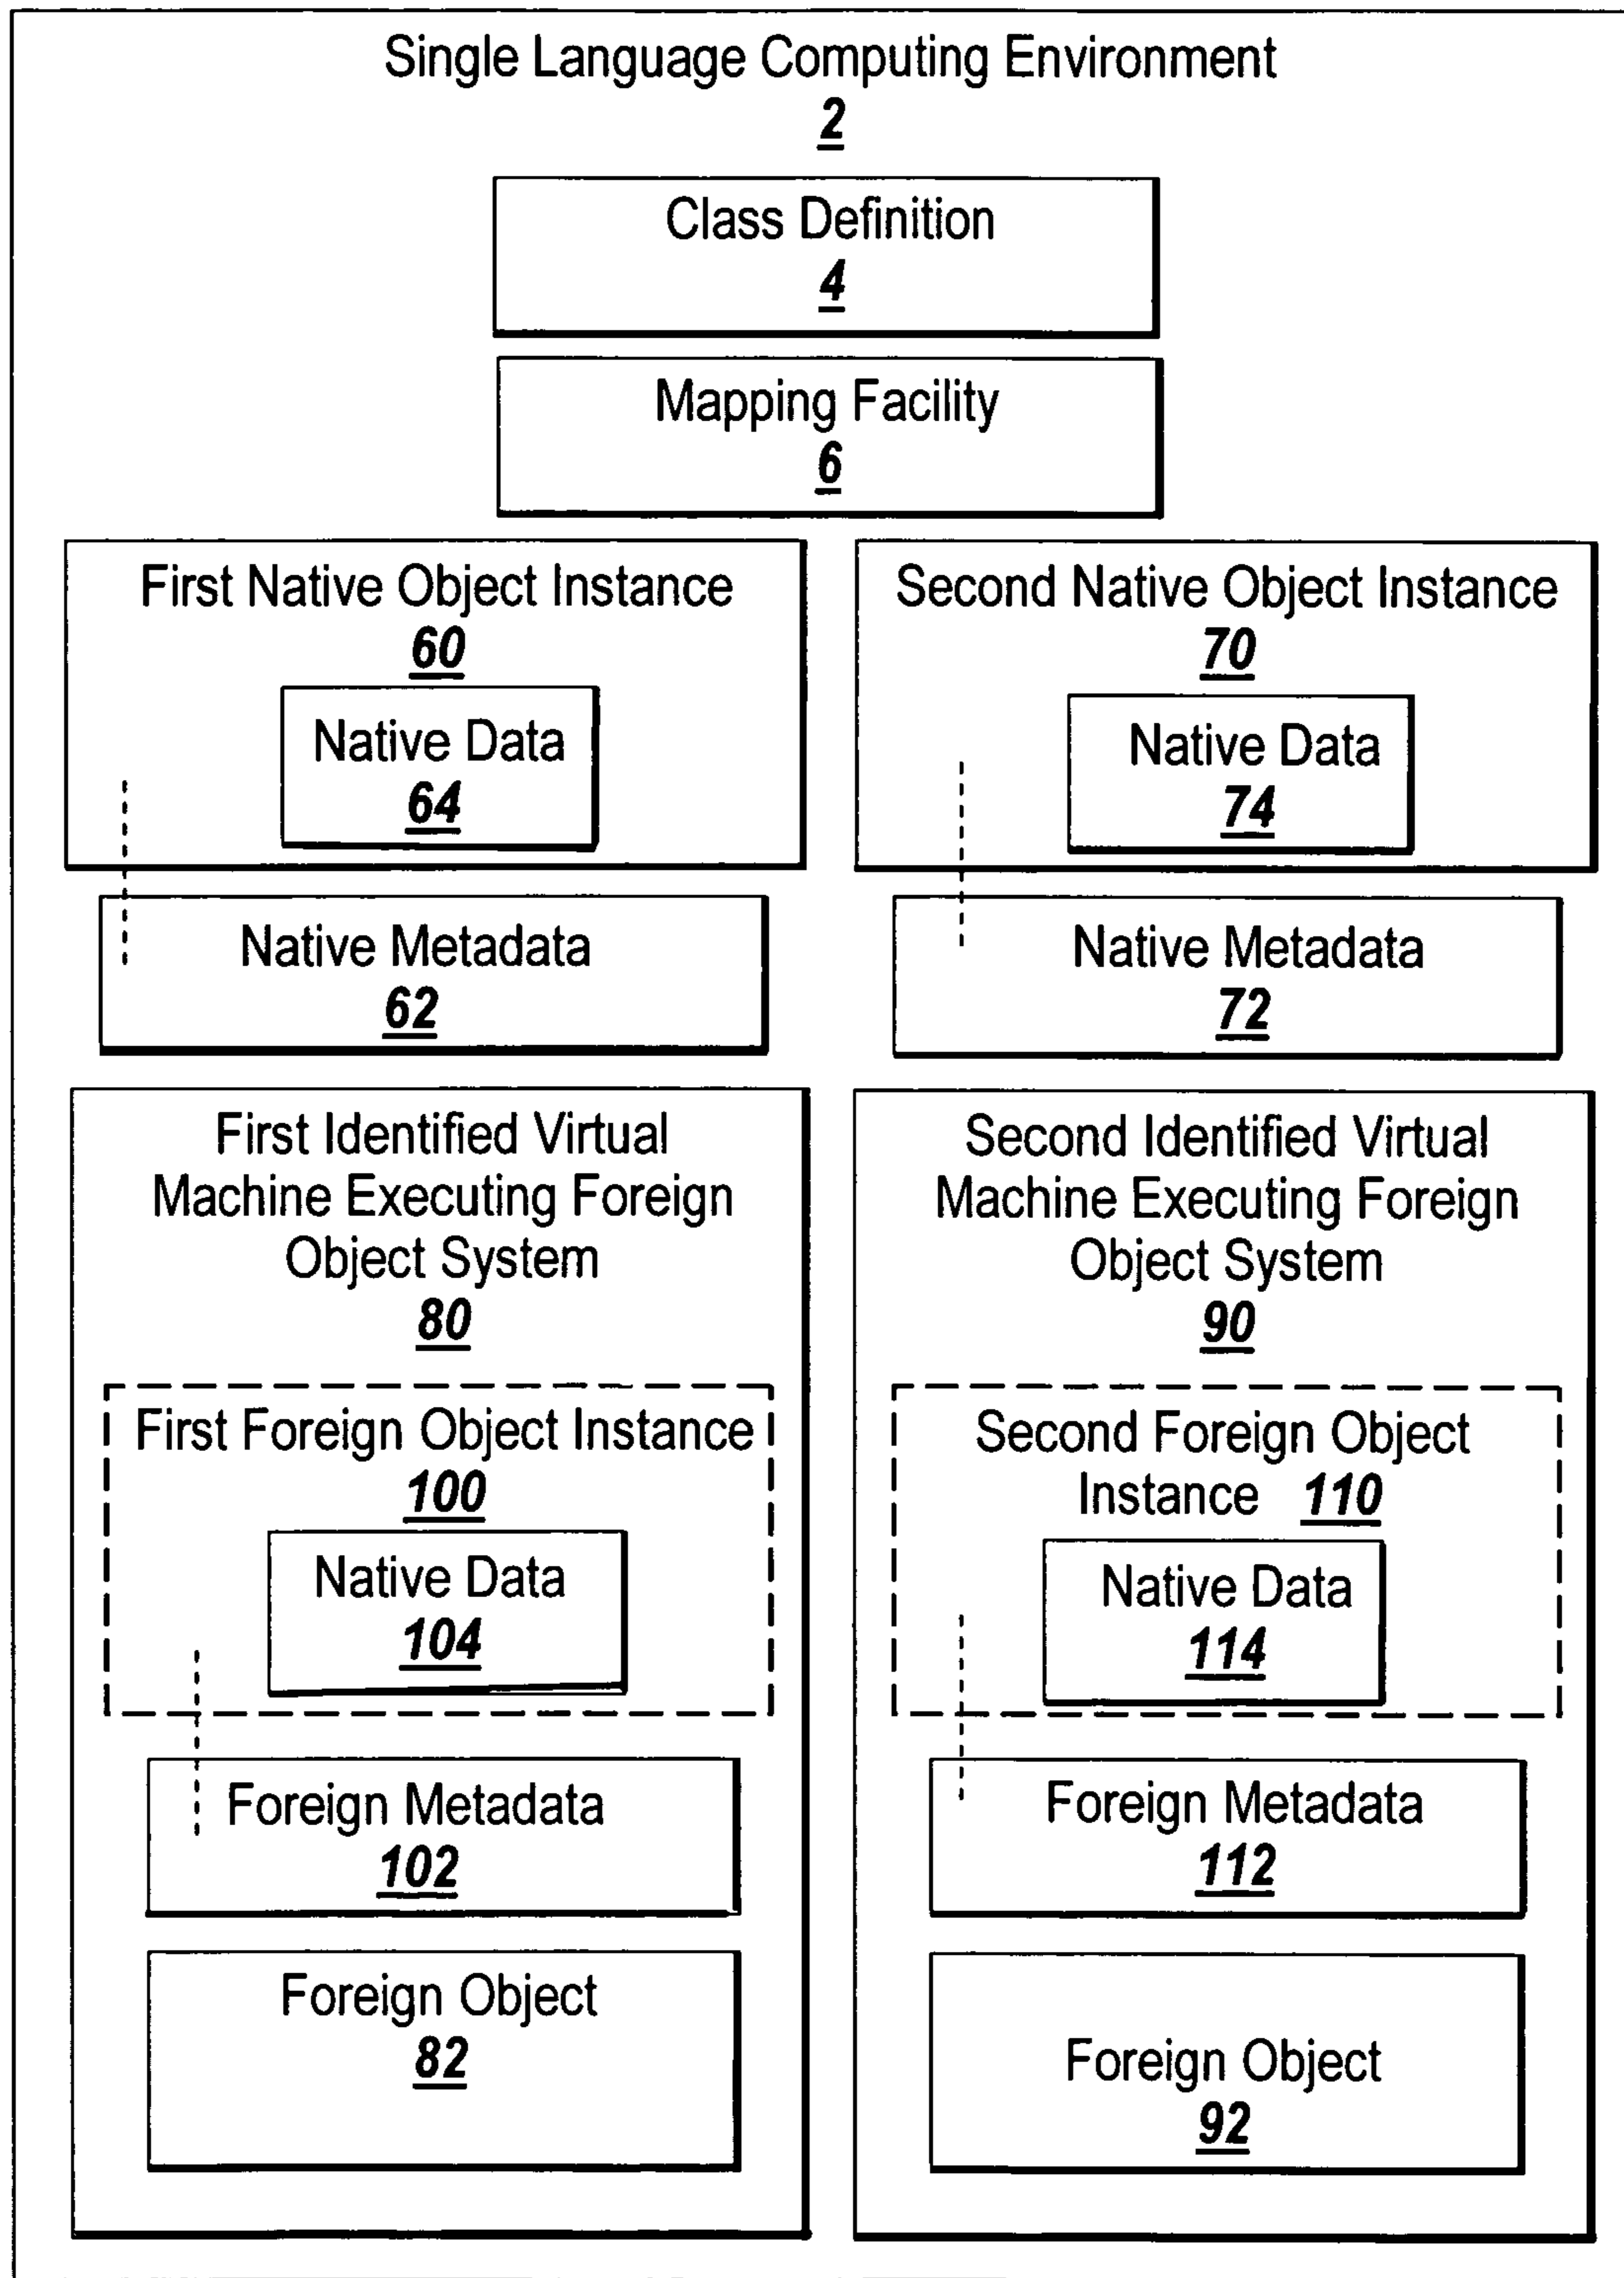 Single Language Computing Environment
2
Class Definition
4
Mapping Facility
6
First Native Object Instance
60
Native Data
64
Native Metadata
62
Second Native Object Instance
70
Native Data
74
Native Metadata
72
First Identified Virtual
Machine Executing Foreign
Object System
80
First Foreign Object Instance
100
Native Data
104
Foreign Metadata
102
Foreign Object
82
Second Identified Virtual
Machine Executing Foreign
Object System
90
Second Foreign Object
Instance 110
Native Data
114
Foreign Metadata
112
Foreign Object
92